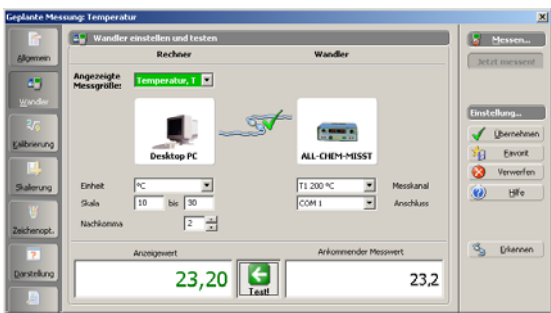 Geplante Messung: Temperatur
Allgemein
Wandler
Kalibrierung
Skalierung
Zeichenopt.
Darstellung
Wandler einstellen und testen
Rechner Wandler
Angezeigte
Messgröße: Temperatur, T
Desktop PC ALL-CHEM-MISST
Einheit °C T1 200 °C Messkanal
Skala 10 bis 30 COM 1 Anschluss
Nachkomma 2
Anzeigewert Ankommender Messwert
23,20 Test! 23,2
Messen...
Jetzt messen!
Einstellung...
Übernehmen
Favorit
Verwerfen
Hilfe
Erkennen